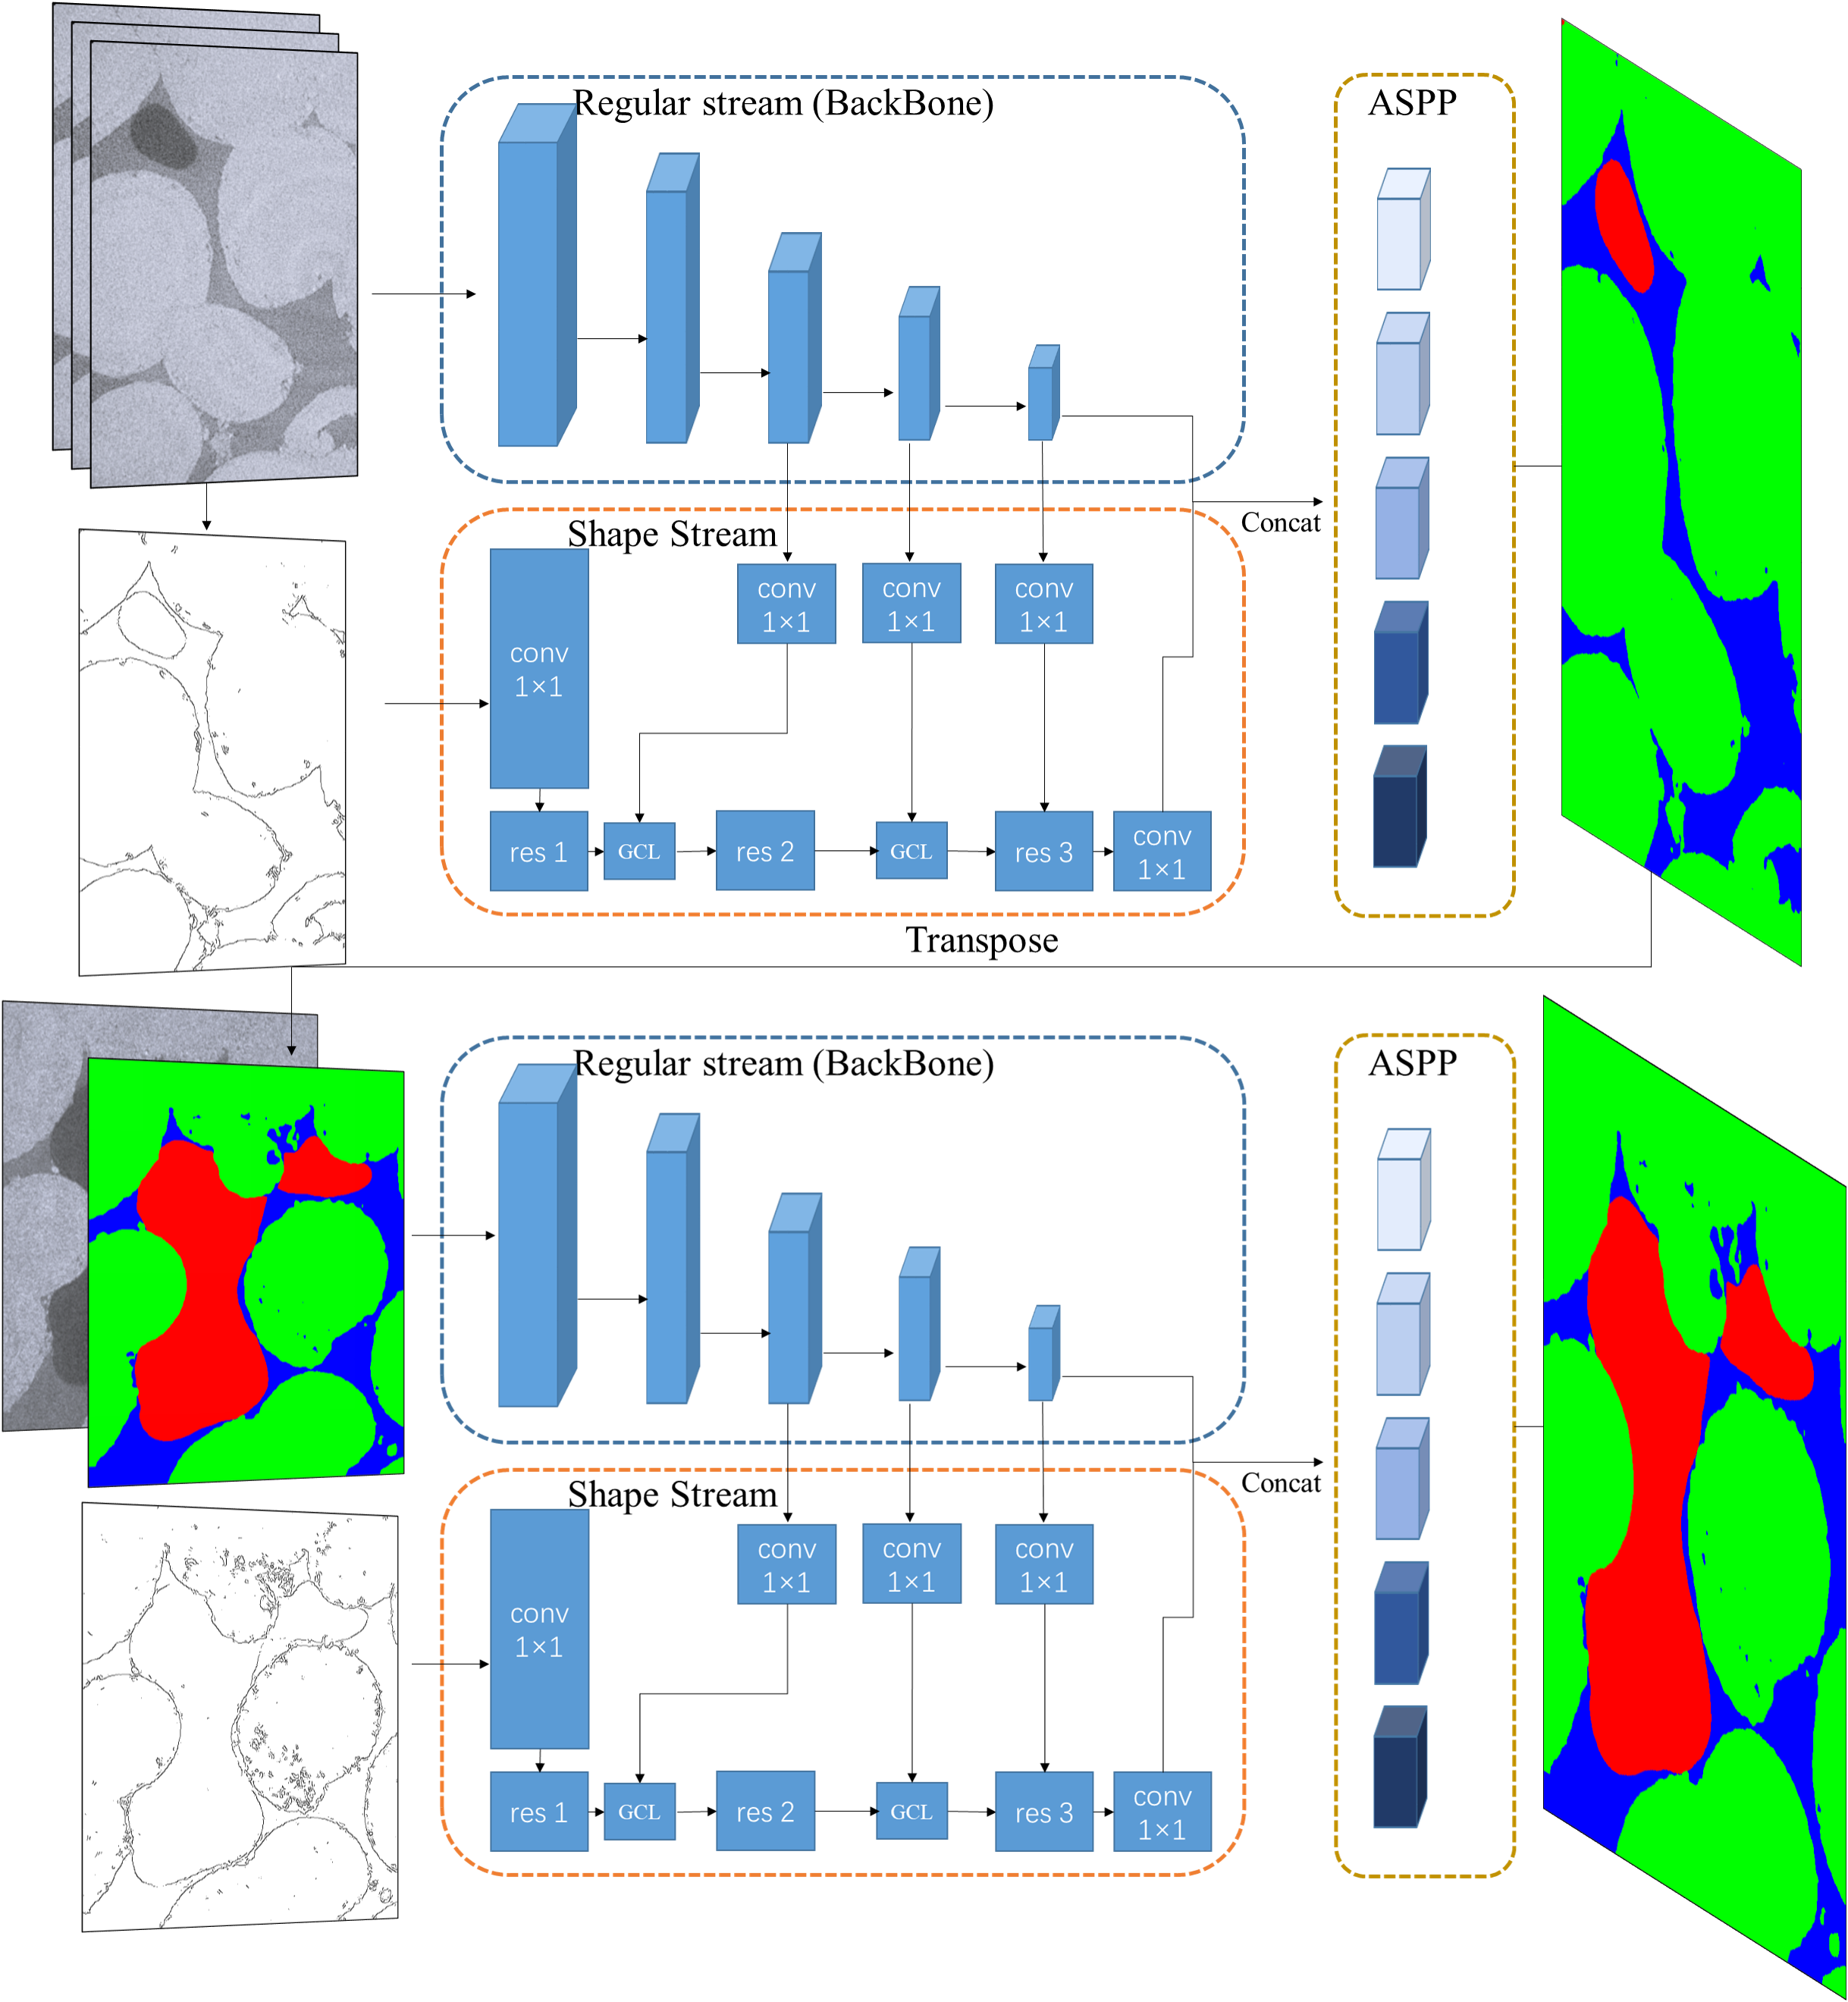 Regular stream (BackBone)
ASPP
Concat
Shape Stream
conv
1×1
conv
1×1
conv
1×1
conv
1×1
res 1
GCL
res 2
GCL
res 3
conv
1×1
Transpose
Regular stream (BackBone)
ASPP
Concat
Shape Stream
conv
1×1
conv
1×1
conv
1×1
conv
1×1
res 1
GCL
res 2
GCL
res 3
conv
1×1